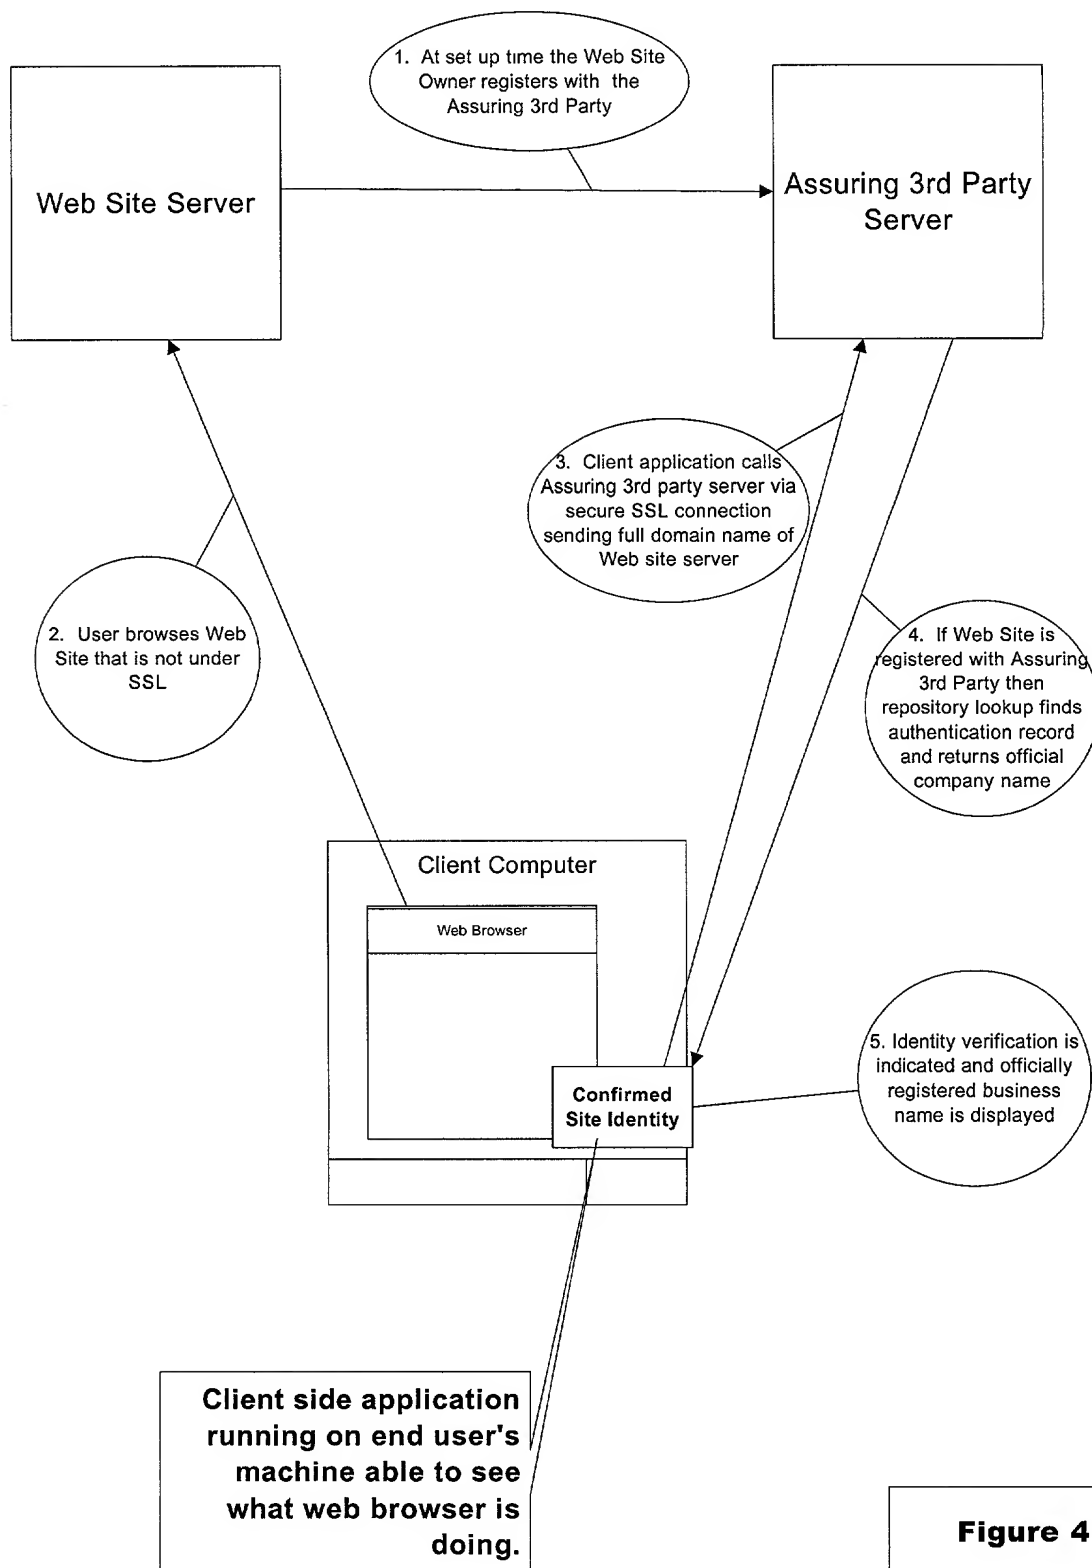 1. At set up time the Web Site
Owner registers with the
Assuring 3rd Party
Web Site Server
Assuring 3rd Party
Server
3. Client application calls
Assuring 3rd party server via
secure SSL connection
sending full domain name of
Web site server
2. User browses Web
Site that is not under
SSL
4. If Web Site is
registered with Assuring
3rd Party then
repository lookup finds
authentication record
and returns official
company name
Client Computer
Web Browser
5. Identity verification is
indicated and officially
registered business
name is displayed
Confirmed
Site Identity
Client side application
running on end user's
machine able to see
what web browser is
doing.
Figure 4